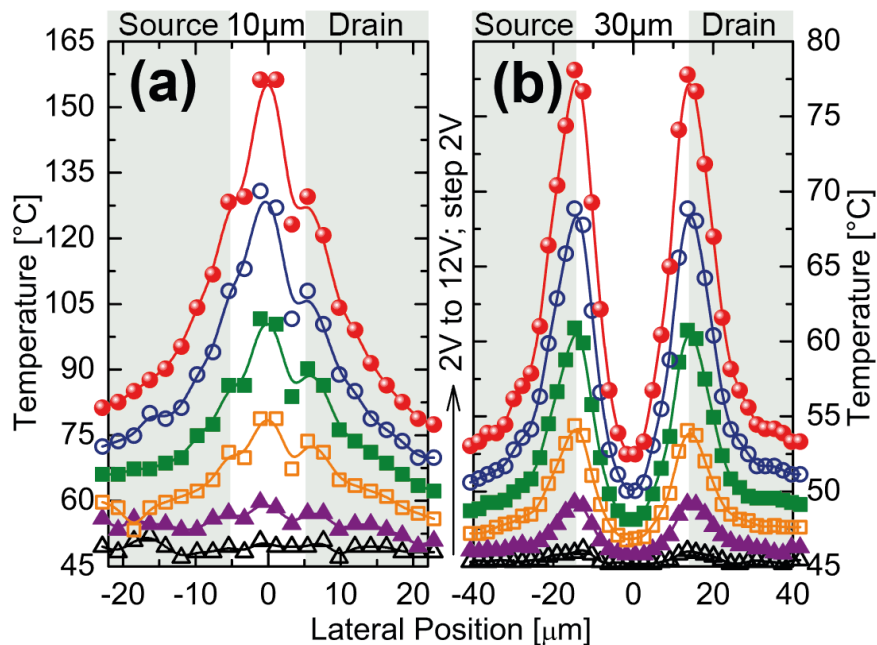 Source 10μm Drain
Source 30μm Drain
(a)
(b)
165
150
135
120
105
90
75
60
45
Temperature [°C]
2V to 12V; step 2V
80
75
70
65
60
55
50
45
Temperature [°C]
-20 -10 0 10 20
-40 -20 0 20 40
Lateral Position [μm]